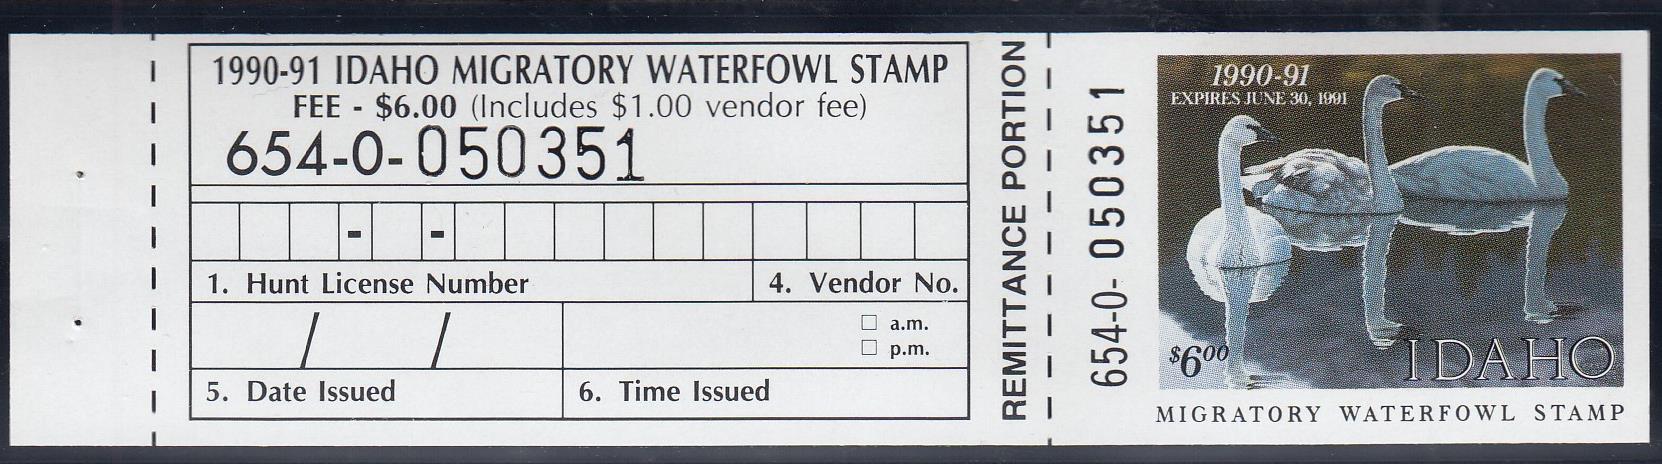 1990-91 IDAHO MIGRATORY WATERFOWL STAMP
FEE - $6.00 (Includes $1.00 vendor fee)
654-0-050351
- -
1. Hunt License Number
4. Vendor No.
/ /
a.m.
p.m.
5. Date Issued
6. Time Issued
REMITTANCE PORTION
654-0- 050351
1990-91
EXPIRES JUNE 30, 1991
$6.00
IDAHO
MIGRATORY WATERFOWL STAMP